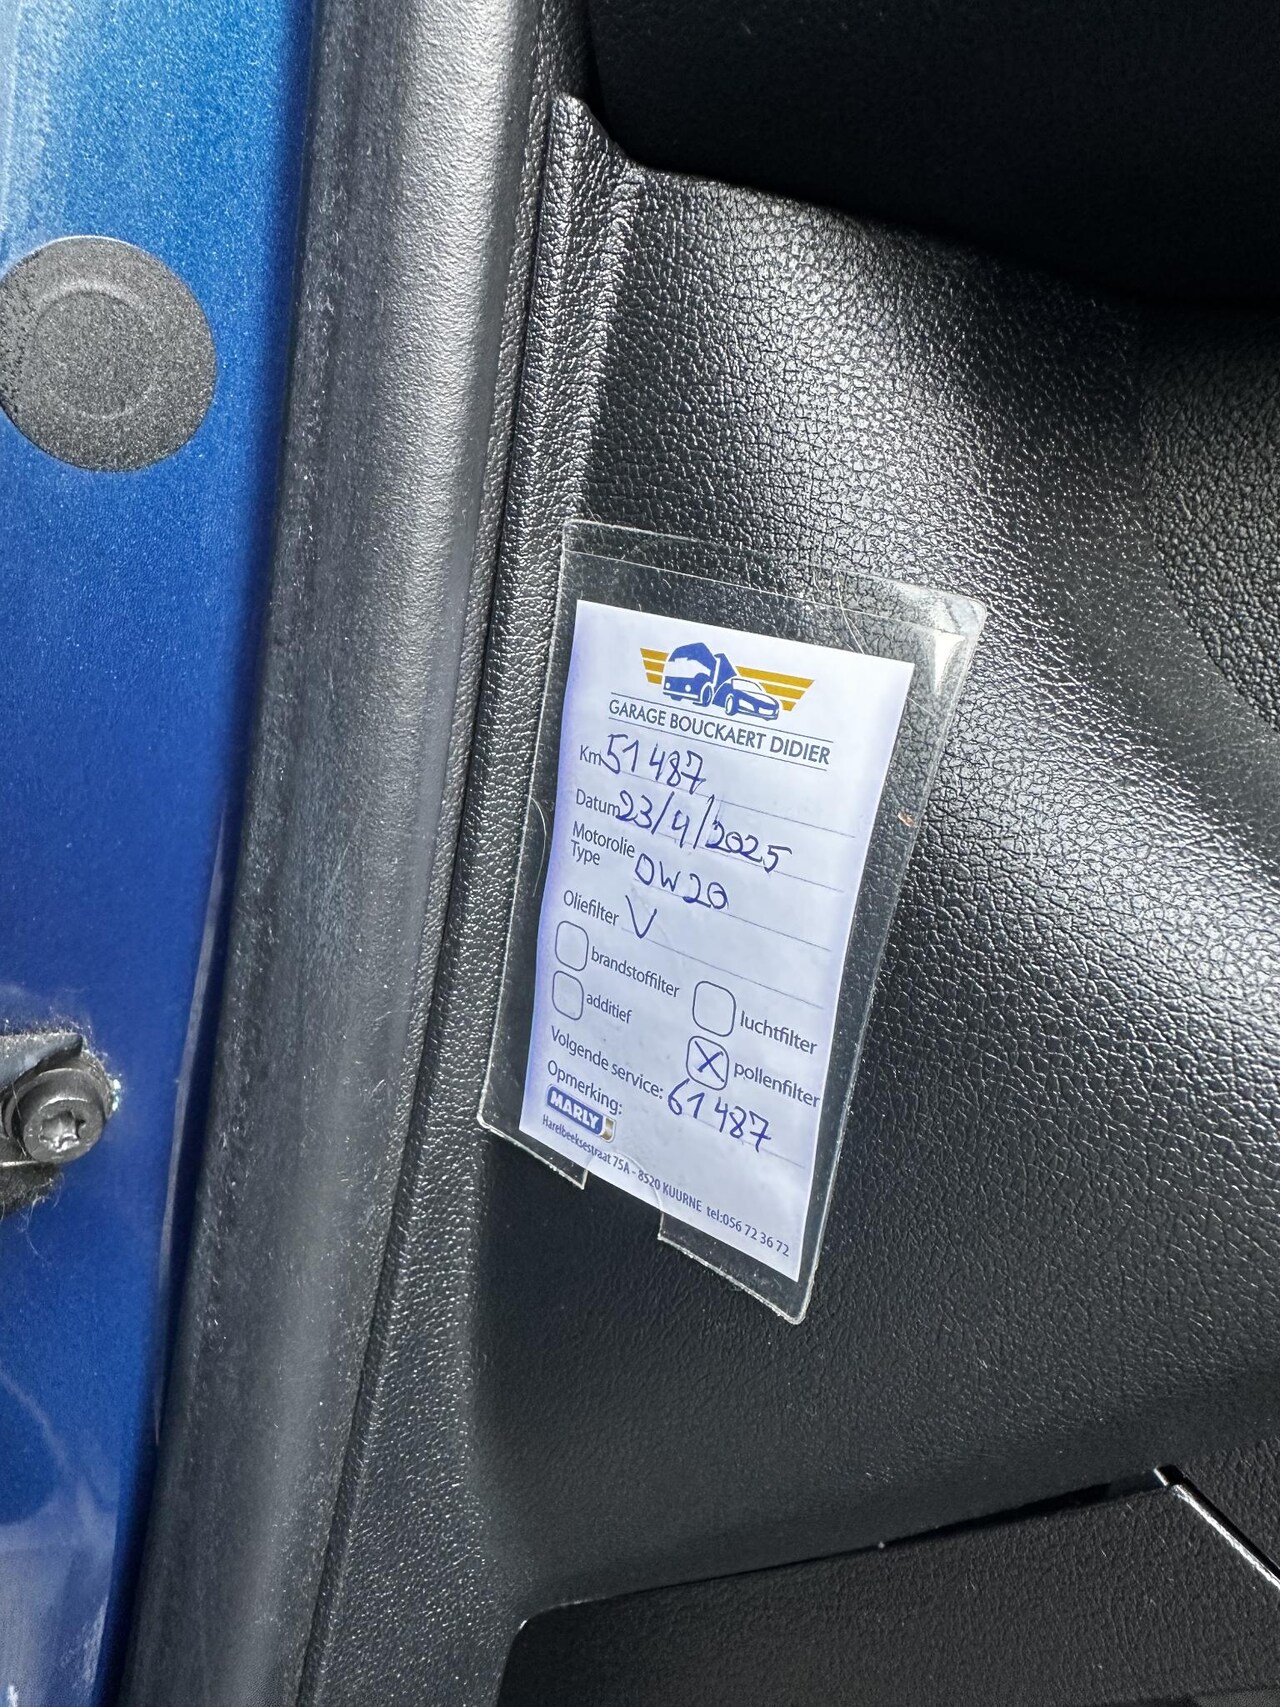 GARAGE BOUCKAERT DIDIER
Km 51 487
Datum 23/4/2025
Motorolie
Type 0W20
Oliefilter V
brandstoffilter
luchtfilter
additief
X pollenfilter
Volgende service: 61 487
Opmerking:
MARLY
Harelbeeksestraat 75A - 8520 KUURNE tel:056 72 36 72